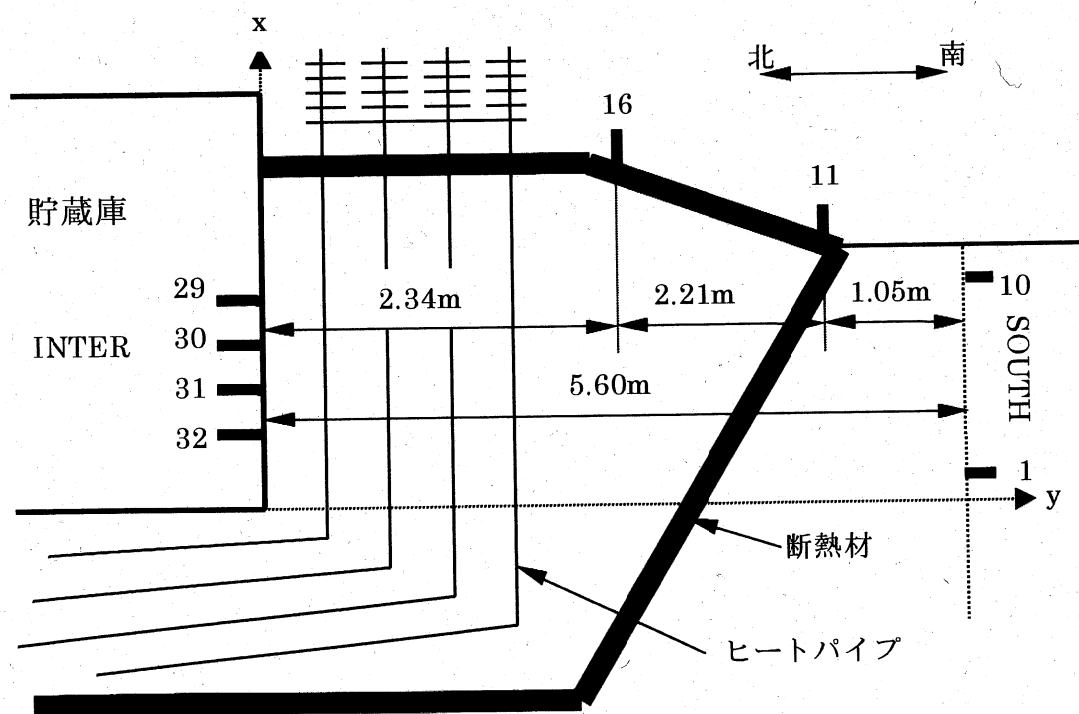 x
北
南
16
11
貯蔵庫
29
2.34m
2.21m
1.05m
10
INTER
30
SOUTH
31
5.60m
32
1
y
断熱材
ヒートパイプ